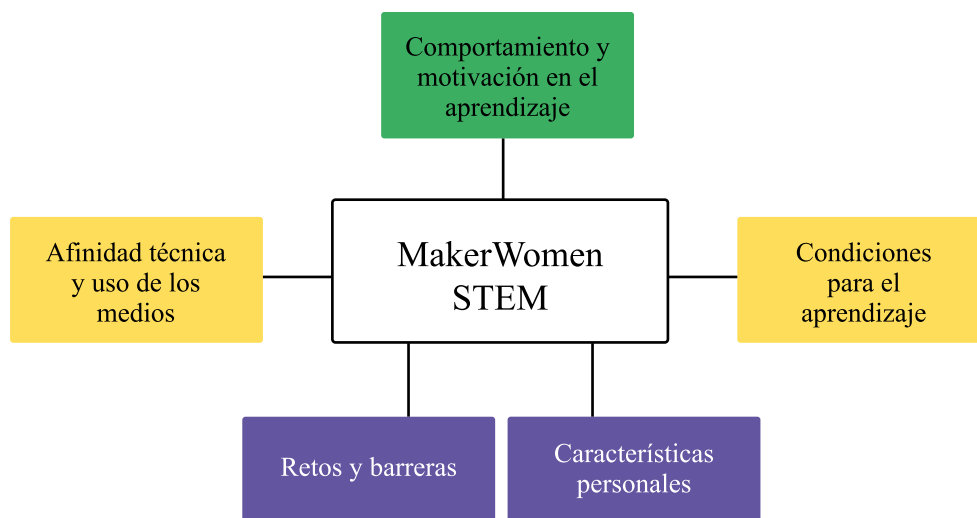 Comportamiento y
motivación en el
aprendizaje
Afinidad técnica
y uso de los
medios
MakerWomen
STEM
Condiciones
para el
aprendizaje
Retos y barreras
Características
personales